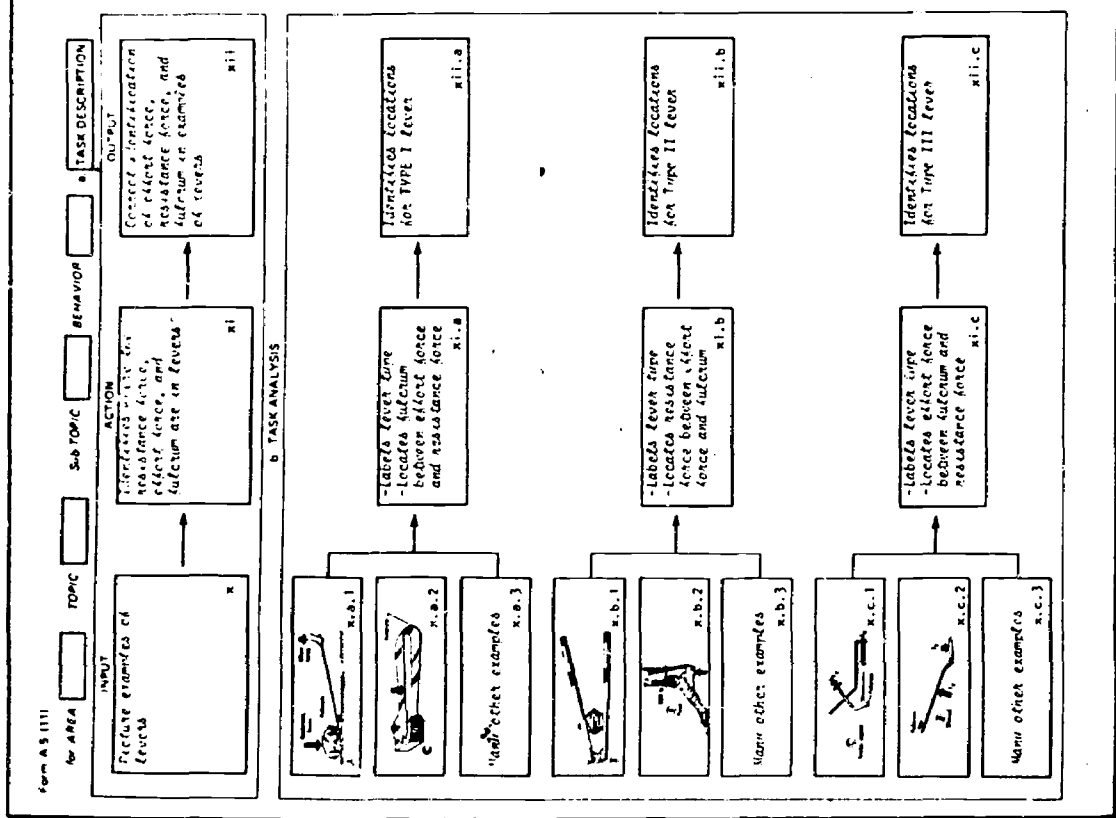 Form A S (11)
for AREA
TOPIC
Sub TOPIC
BEHAVIOR
a. TASK DESCRIPTION
INPUT
ACTION
OUTPUT
Picture examples of
levers
x
resistance force,
effort force, and
fulcrum are in levers
xi
Correct identification
of effort force,
resistance force, and
fulcrum in examples
of levers
xii
b TASK ANALYSIS
x.a.1
x.a.2
Many other examples
x.a.3
-Labels lever type
-Locates fulcrum
between effort force
and resistance force
xi.a
Identifies locations
for TYPE I lever
xii.a
x.b.1
x.b.2
Many other examples
x.b.3
-Labels lever type
-Locates resistance
force between effort
force and fulcrum
xi.b
Identifies locations
for Type II lever
xii.b
x.c.1
x.c.2
Many other examples
x.c.3
-Labels lever type
-Locates effort force
between fulcrum and
resistance force
xi.c
Identifies locations
for Type III lever
xii.c